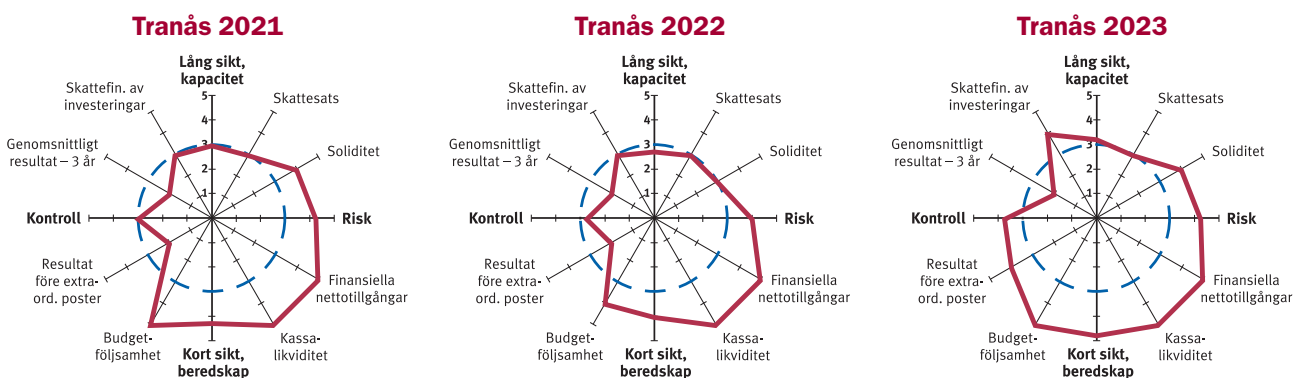 Tranås 2021
Lång sikt,
kapacitet
Skattefin. av
investeringar
Skattesats
Genomsnittligt
resultat – 3 år
Soliditet
5
4
3
2
1
Kontroll
Risk
Resultat
före extra-
ord. poster
Finansiella
nettotillgångar
Budget-
följsamhet
Kort sikt,
beredskap
Kassa-
likviditet
Tranås 2022
Lång sikt,
kapacitet
Skattefin. av
investeringar
Skattesats
Genomsnittligt
resultat – 3 år
Soliditet
5
4
3
2
1
Kontroll
Risk
Resultat
före extra-
ord. poster
Finansiella
nettotillgångar
Budget-
följsamhet
Kort sikt,
beredskap
Kassa-
likviditet
Tranås 2023
Lång sikt,
kapacitet
Skattefin. av
investeringar
Skattesats
Genomsnittligt
resultat – 3 år
Soliditet
5
4
3
2
1
Kontroll
Risk
Resultat
före extra-
ord. poster
Finansiella
nettotillgångar
Budget-
följsamhet
Kort sikt,
beredskap
Kassa-
likviditet